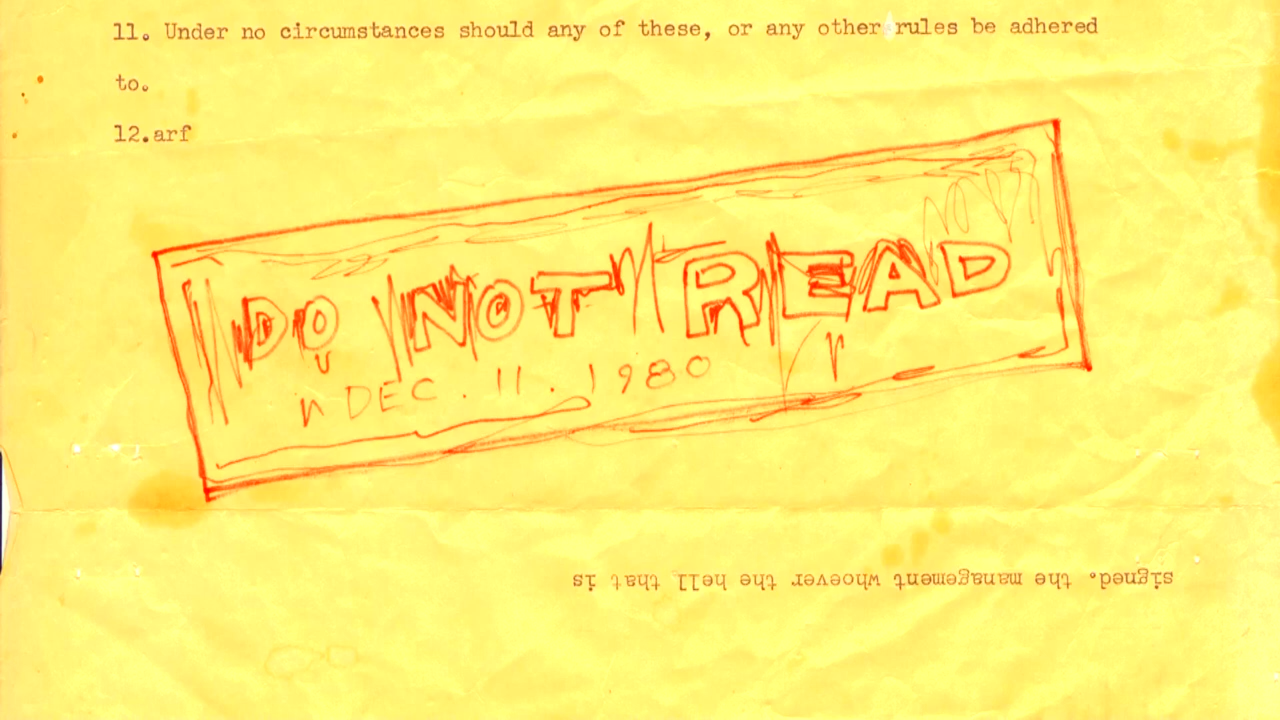 11. Under no circumstances should any of these, or any other rules be adhered
to.
12.arf
DO NOT READ
DEC. 11. 1980
signed. the management whoever the hell that is